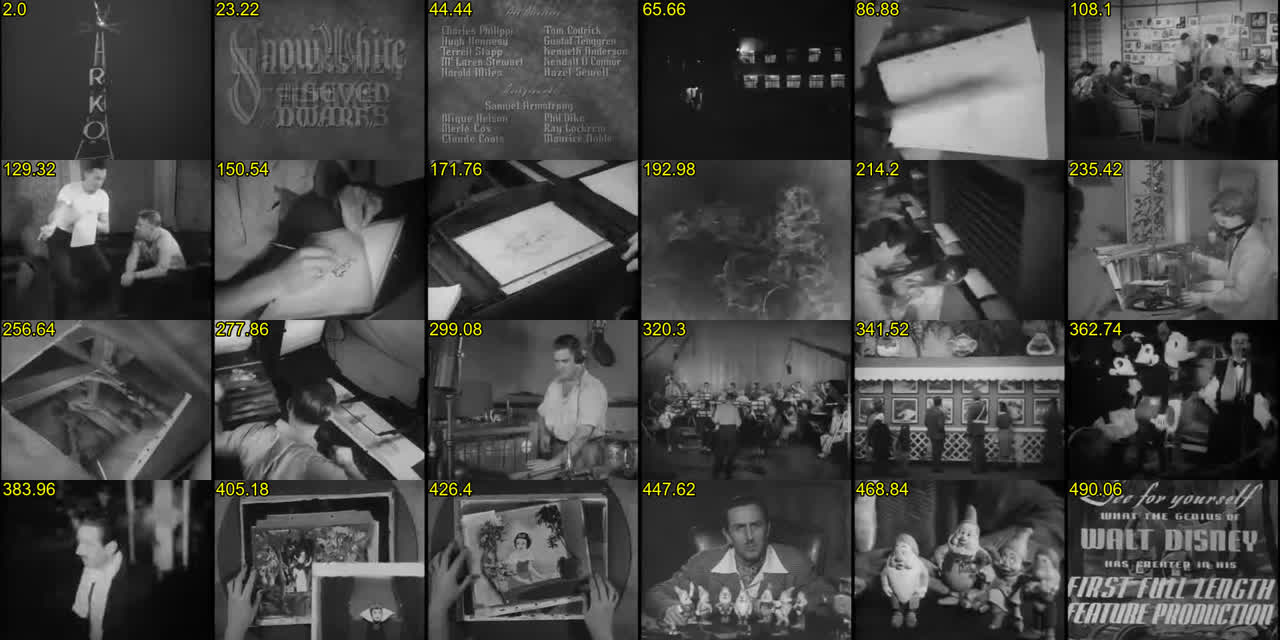 2.0
23.22
44.44
65.66
86.88
108.1
RKO
Snow White
AND THE
SEVEN
DWARFS
Charles Philippi
Hugh Hennesy
Terrell Stapp
McLaren Stewart
Harold Miles
Tom Codrick
Gustaf Tenggren
Kenneth Anderson
Kendall O'Connor
Hazel Sewell
Samuel Armstrong
Mique Nelson
Merle Cox
Claude Coats
Phil Dike
Ray Lockrem
Maurice Noble
129.32
150.54
171.76
192.98
214.2
235.42
256.64
277.86
299.08
320.3
341.52
362.74
383.96
405.18
426.4
447.62
468.84
490.06
See for yourself
WHAT THE GENIUS OF
WALT DISNEY
HAS CREATED IN HIS
FIRST FULL LENGTH
FEATURE PRODUCTION